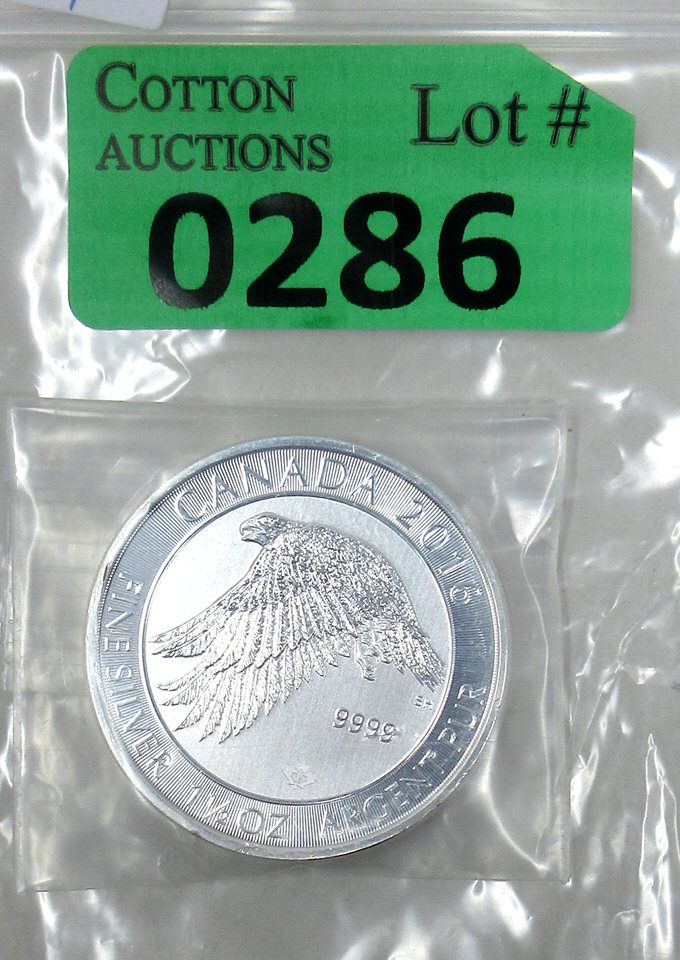 COTTON
AUCTIONS
Lot #
0286
CANADA 2016
FINE SILVER 1½ OZ ARGENT PUR
9999